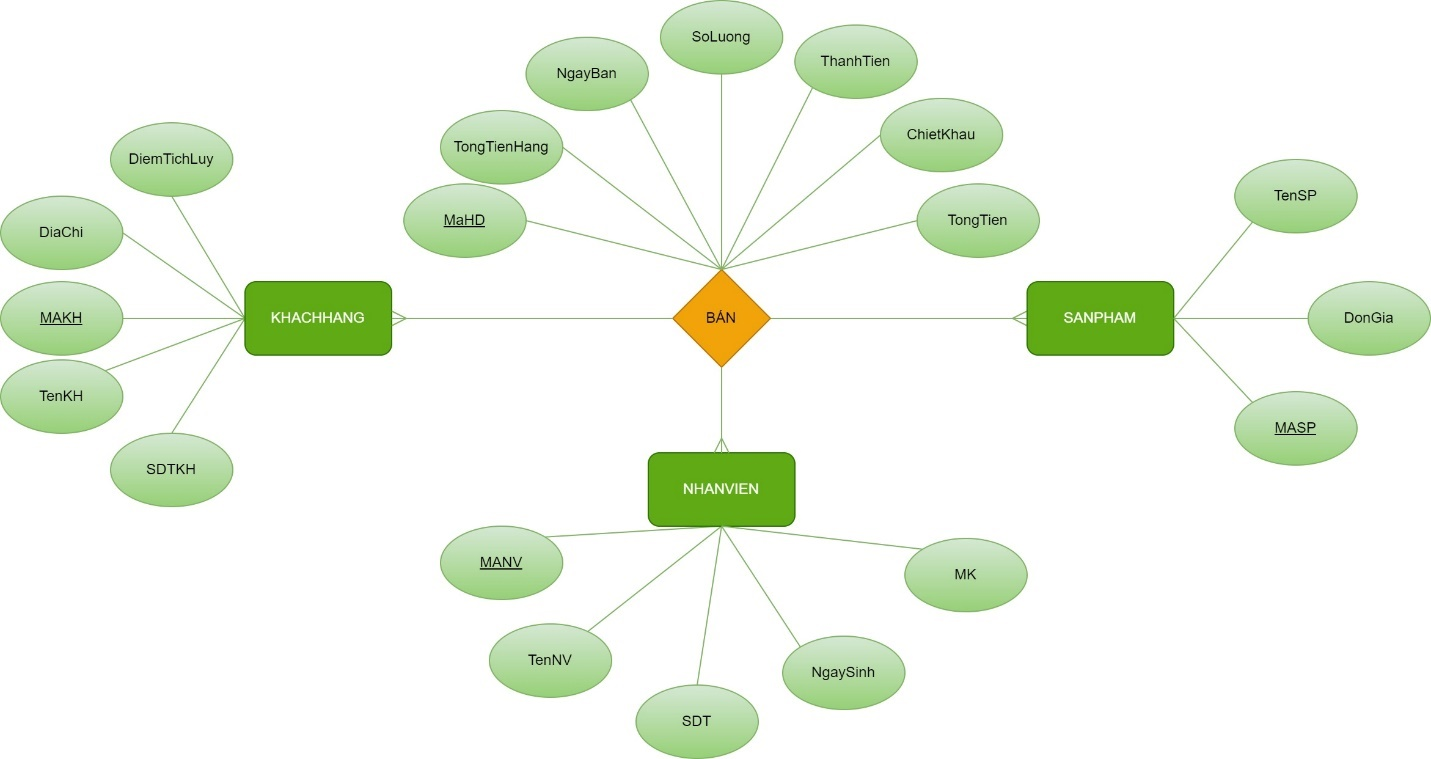 SoLuong
ThanhTien
NgayBan
ChietKhau
TongTienHang
DiemTichLuy
TenSP
MaHD
TongTien
DiaChi
MAKH
KHACHHANG
BÁN
SANPHAM
DonGia
TenKH
MASP
SDTKH
NHANVIEN
MANV
MK
TenNV
NgaySinh
SDT